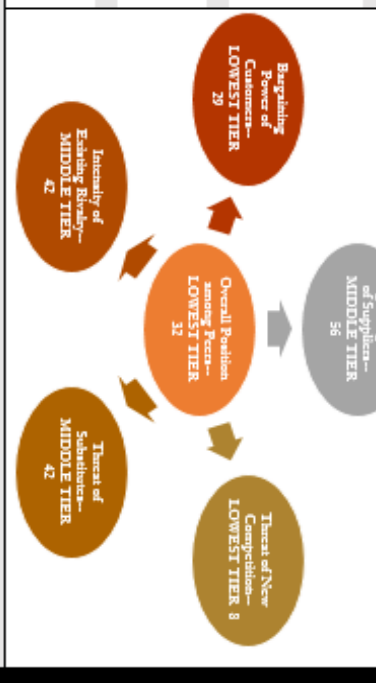 of Suppliers--
MIDDLE TIER
56
Bargaining
Power of
Customers--
LOWEST TIER
29
Overall Position
among Peers--
LOWEST TIER
32
Threat of New
Competition--
LOWEST TIER 8
Intensity of
Existing Rivalry--
MIDDLE TIER
42
Threat of
Substitutes--
MIDDLE TIER
42